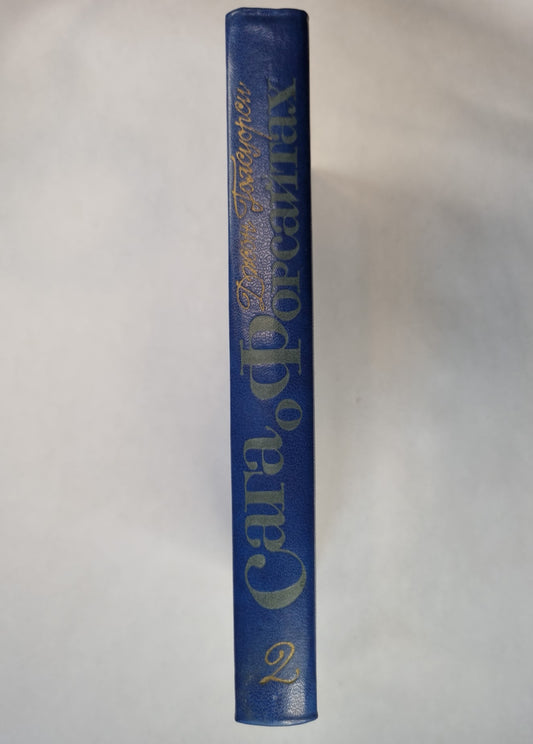 Джон Голсуорси
Сага о Форсайтах
2